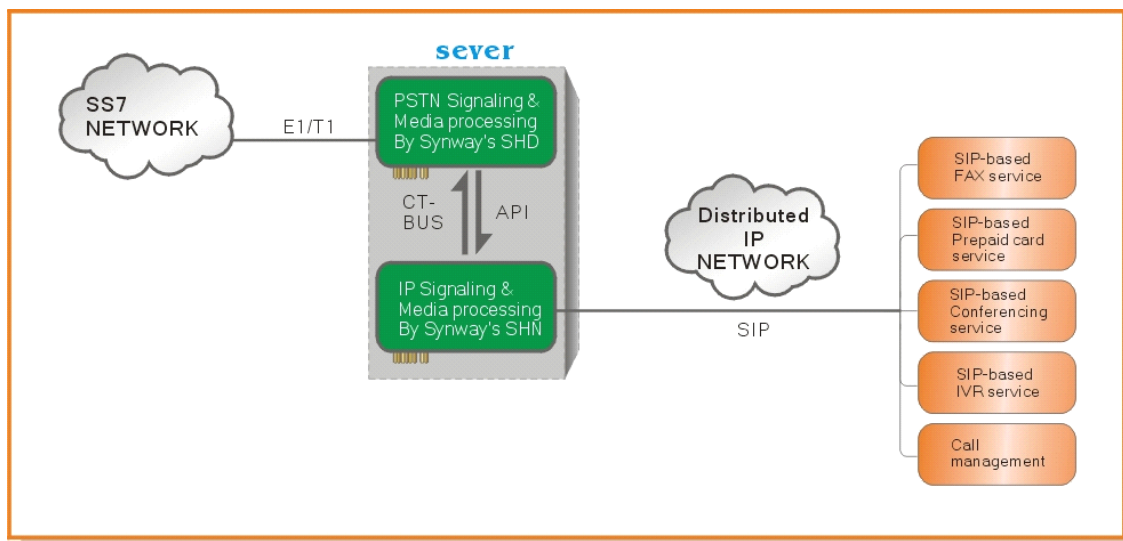 sever
SS7
NETWORK
E1/T1
PSTN Signaling &
Media processing
By Synway's SHD
CT-
BUS
API
IP Signaling &
Media processing
By Synway's SHN
Distributed
IP
NETWORK
SIP
SIP-based
FAX service
SIP-based
Prepaid card
service
SIP-based
Conferencing
service
SIP-based
IVR service
Call
management